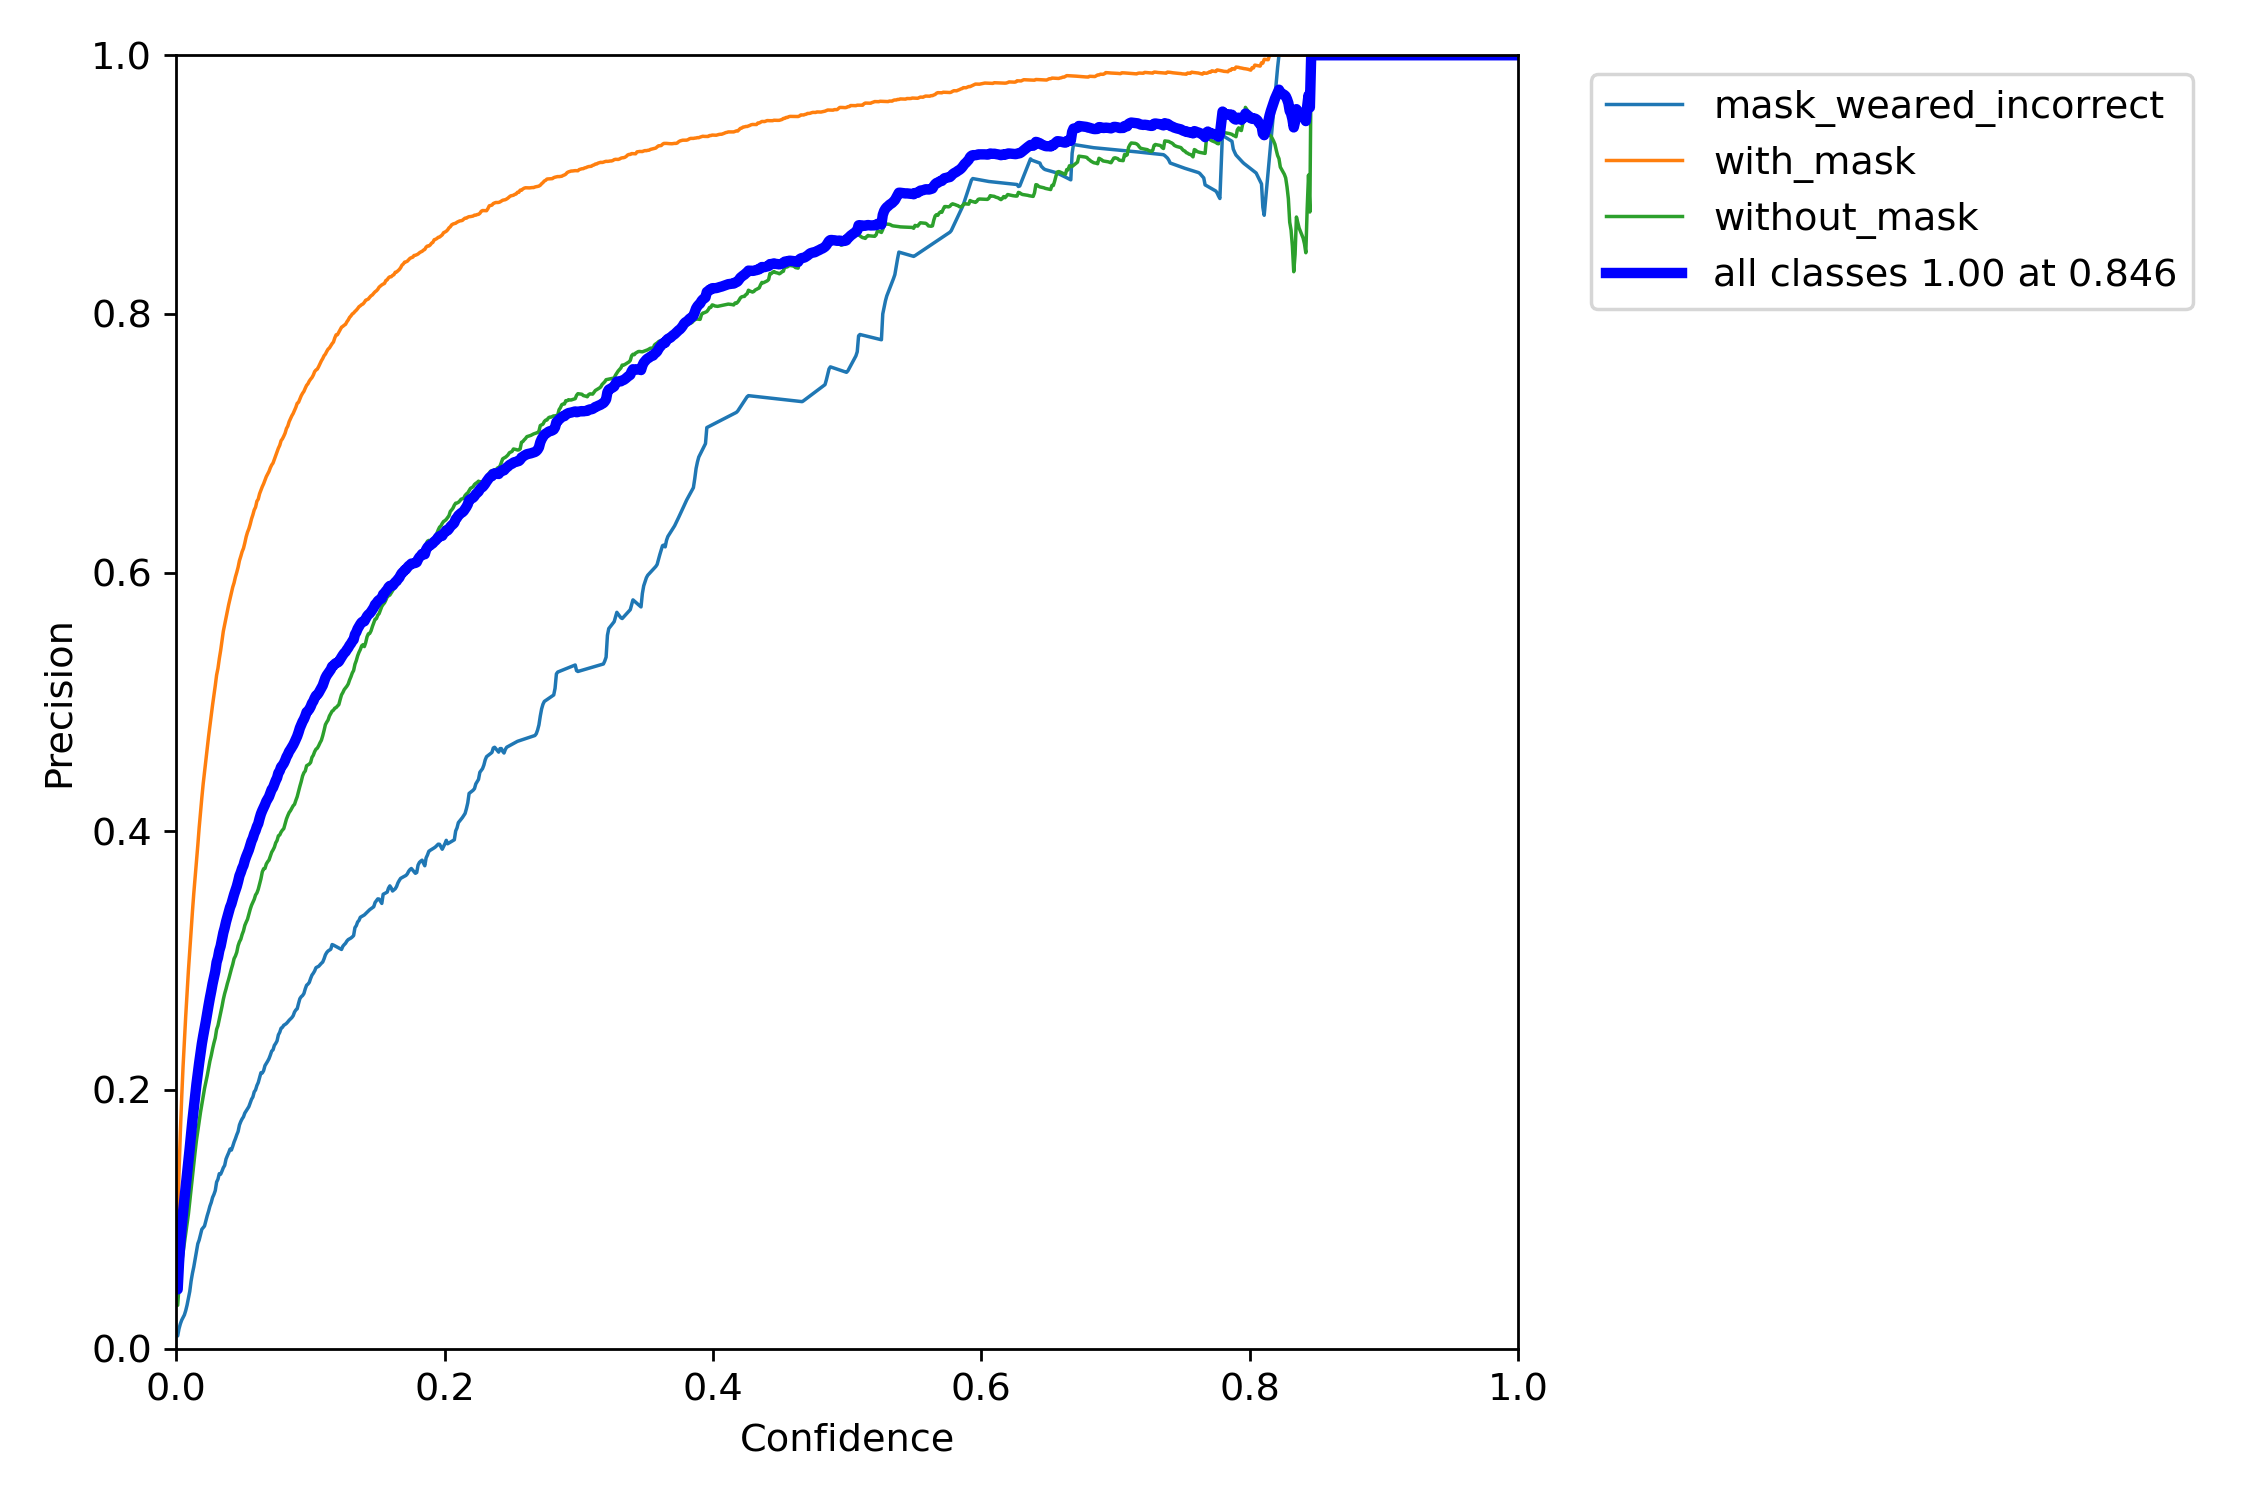 1.0
0.8
0.6
0.4
0.2
0.0
Precision
0.0 0.2 0.4 0.6 0.8 1.0
Confidence
mask_weared_incorrect
with_mask
without_mask
all classes 1.00 at 0.846